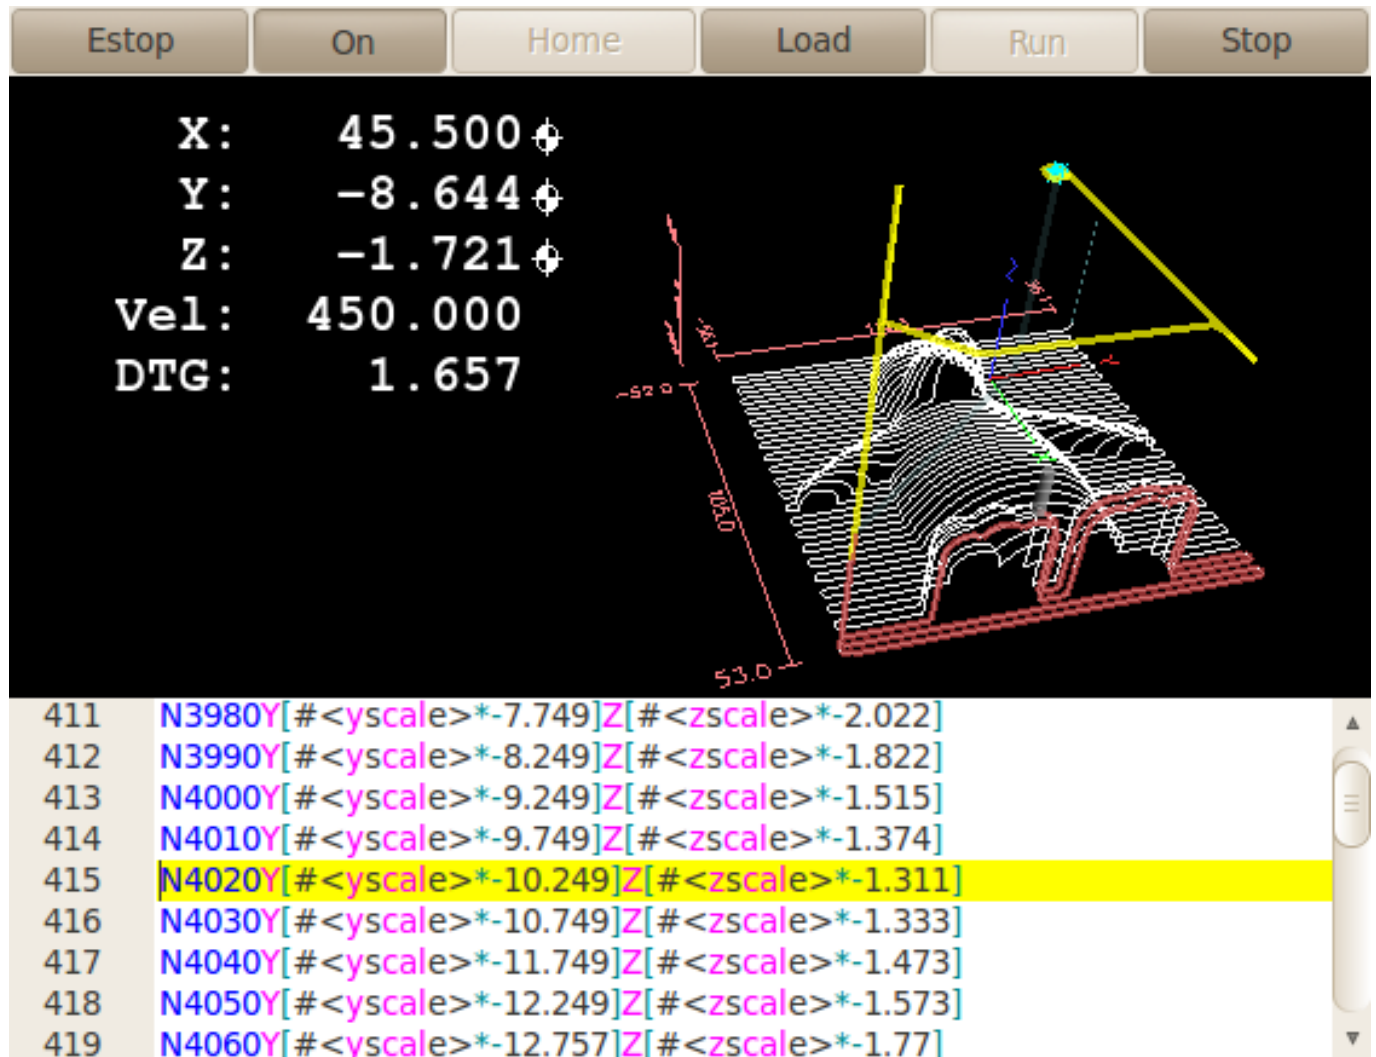 Estop On Home Load Run Stop
X: 45.500
Y: -8.644
Z: -1.721
Vel: 450.000
DTG: 1.657
-52.0
105.0
53.0
411 N3980Y[#<yscale>*-7.749]Z[#<zscale>*-2.022]
412 N3990Y[#<yscale>*-8.249]Z[#<zscale>*-1.822]
413 N4000Y[#<yscale>*-9.249]Z[#<zscale>*-1.515]
414 N4010Y[#<yscale>*-9.749]Z[#<zscale>*-1.374]
415 N4020Y[#<yscale>*-10.249]Z[#<zscale>*-1.311]
416 N4030Y[#<yscale>*-10.749]Z[#<zscale>*-1.333]
417 N4040Y[#<yscale>*-11.749]Z[#<zscale>*-1.473]
418 N4050Y[#<yscale>*-12.249]Z[#<zscale>*-1.573]
419 N4060Y[#<yscale>*-12.757]Z[#<zscale>*-1.77]